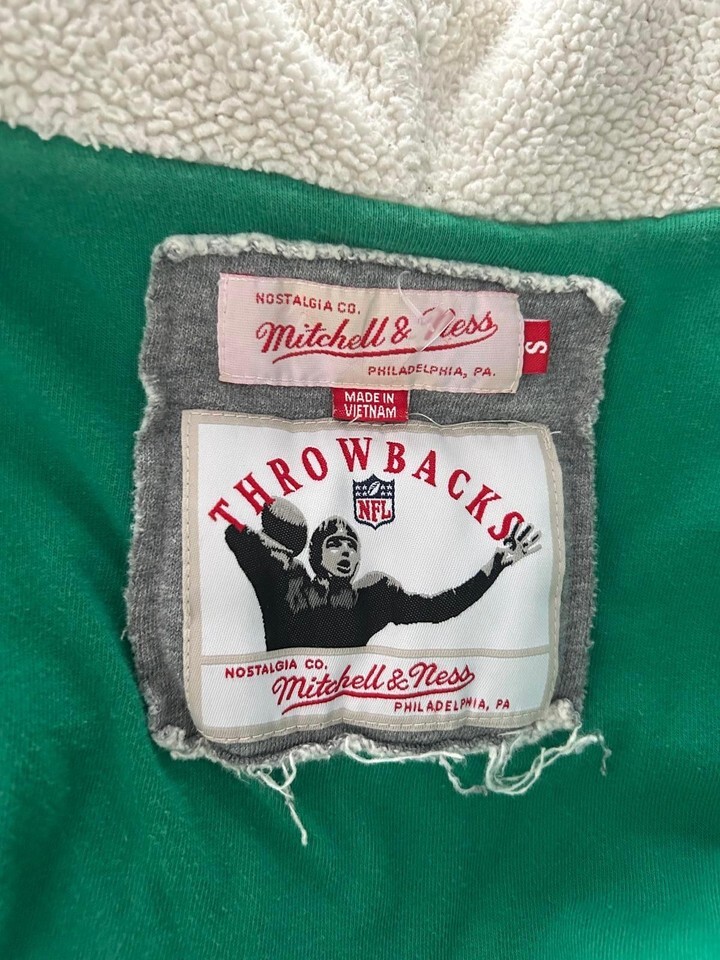 NOSTALGIA CO.
Mitchell & Ness
PHILADELPHIA, PA.
S
MADE IN
VIETNAM
THROWBACKS
NFL
NOSTALGIA CO.
Mitchell & Ness
PHILADELPHIA, PA